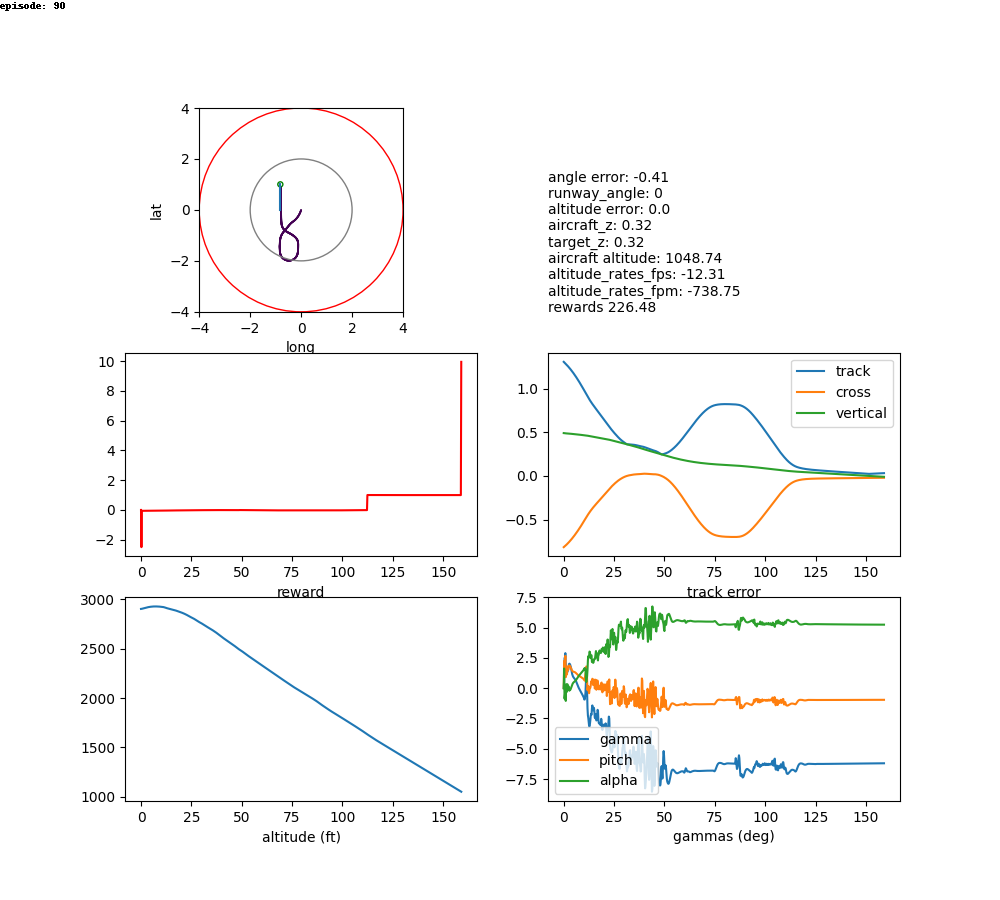 episode: 90
4
2
0
−2
−4
lat
−4 −2 0 2 4
long
angle error: -0.41
runway_angle: 0
altitude error: 0.0
aircraft_z: 0.32
target_z: 0.32
aircraft altitude: 1048.74
altitude_rates_fps: -12.31
altitude_rates_fpm: -738.75
rewards 226.48
10
8
6
4
2
0
−2
0 25 50 75 100 125 150
reward
1.0
0.5
0.0
−0.5
track
cross
vertical
0 25 50 75 100 125 150
track error
3000
2500
2000
1500
1000
0 25 50 75 100 125 150
altitude (ft)
7.5
5.0
2.5
0.0
−2.5
−5.0
−7.5
gamma
pitch
alpha
0 25 50 75 100 125 150
gammas (deg)